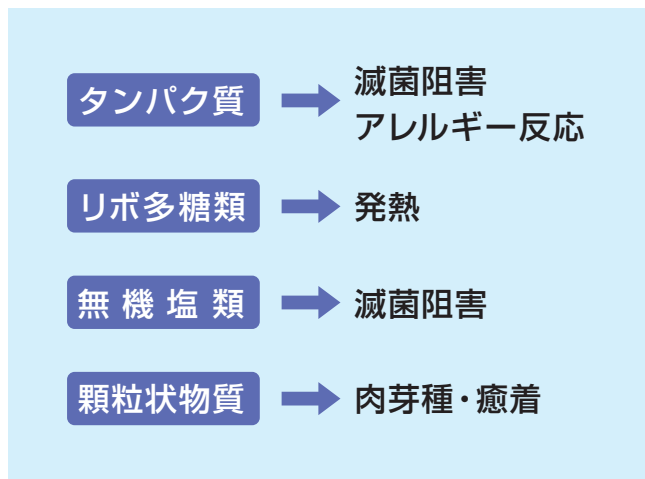 タンパク質
滅菌阻害
アレルギー反応
リボ多糖類
発熱
無機塩類
滅菌阻害
顆粒状物質
肉芽種・癒着